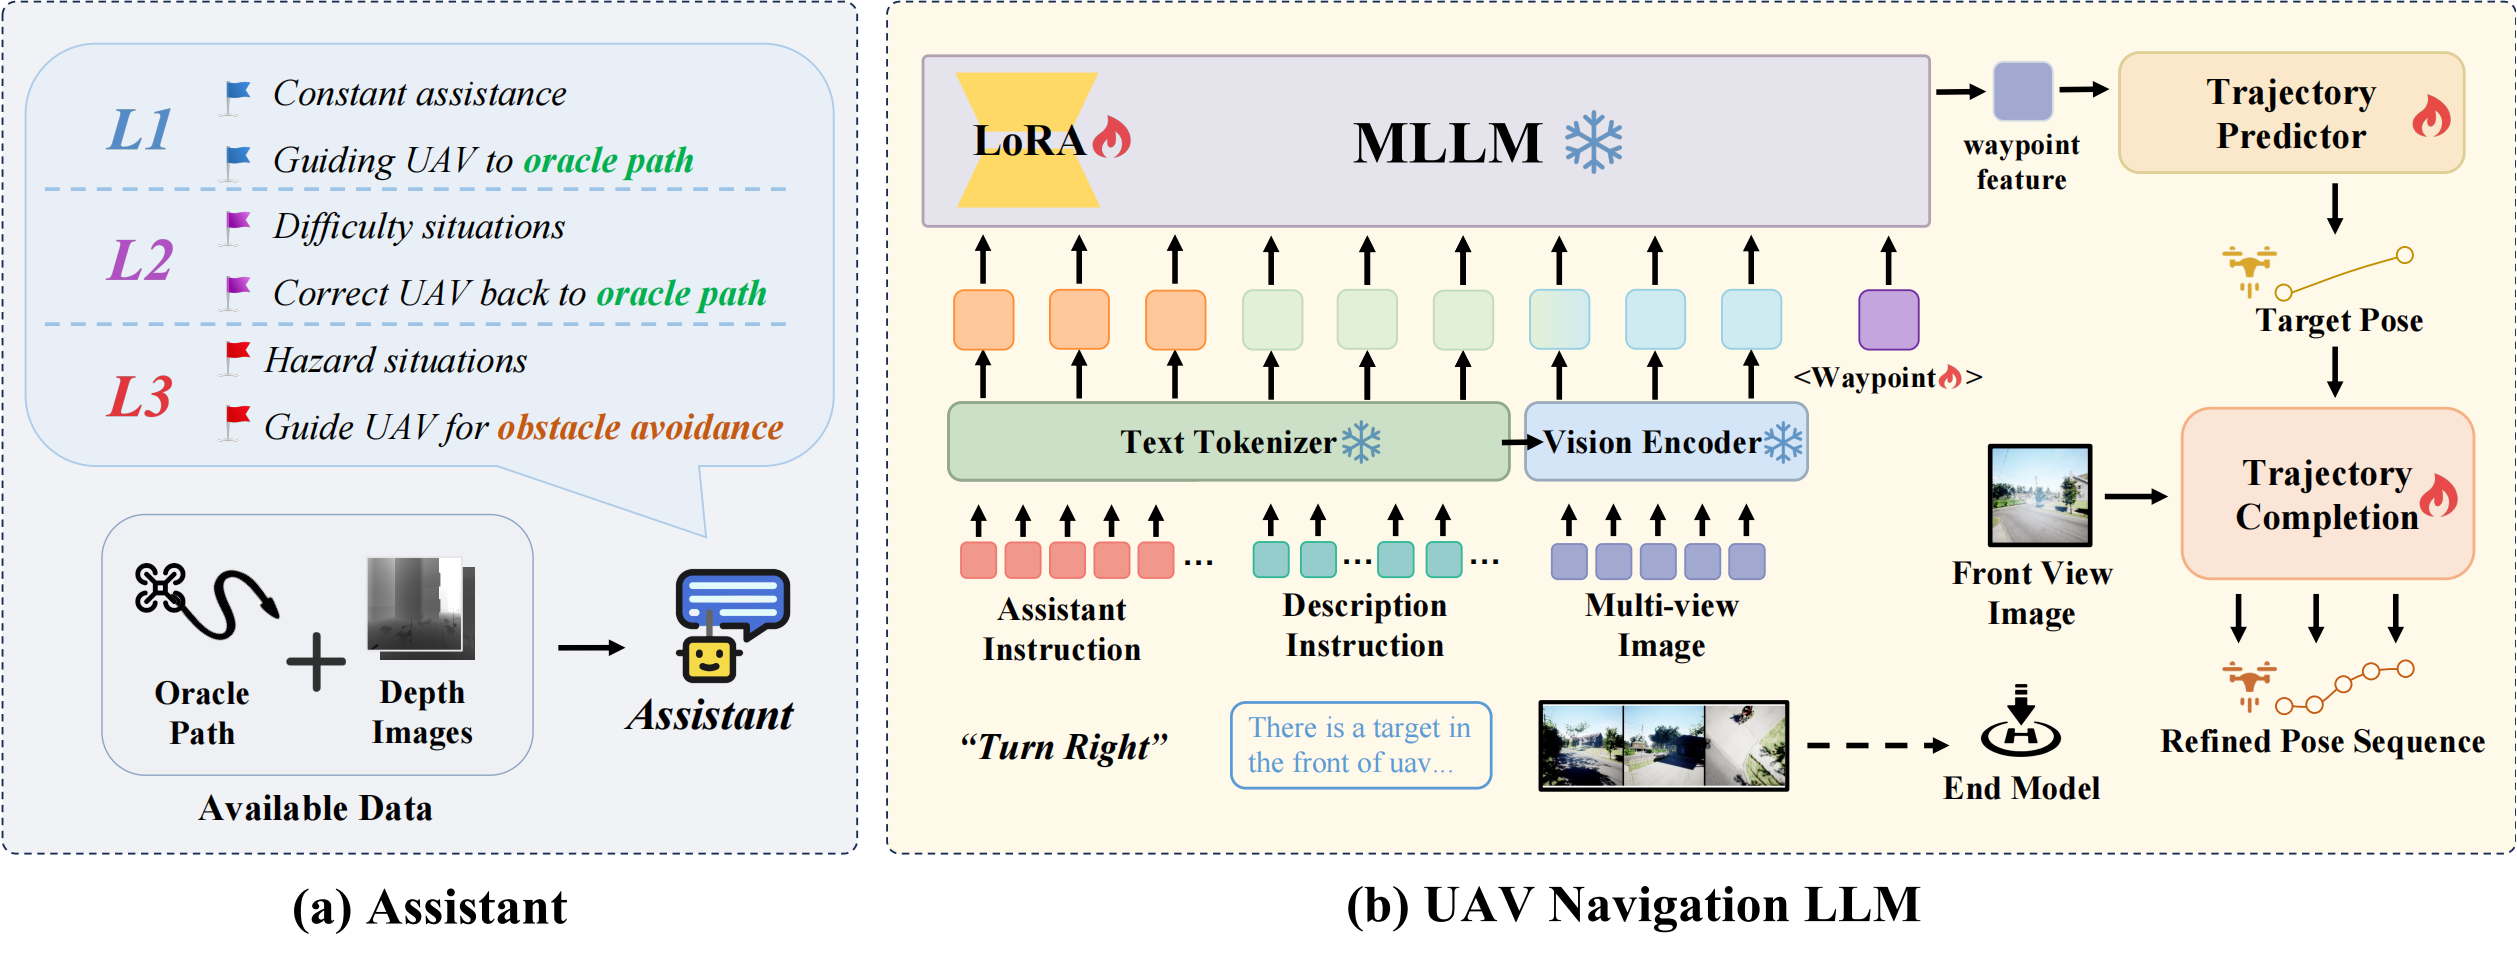 L1
Constant assistance
Guiding UAV to oracle path
L2
Difficulty situations
Correct UAV back to oracle path
L3
Hazard situations
Guide UAV for obstacle avoidance
Oracle
Path
Depth
Images
Available Data
Assistant
(a) Assistant
LoRA
MLLM
waypoint
feature
Trajectory
Predictor
Target Pose
<Waypoint>
Text Tokenizer
Vision Encoder
Trajectory
Completion
Front View
Image
...
... ...
Assistant
Instruction
Description
Instruction
Multi-view
Image
“Turn Right”
There is a target in
the front of uav...
End Model
Refined Pose Sequence
(b) UAV Navigation LLM